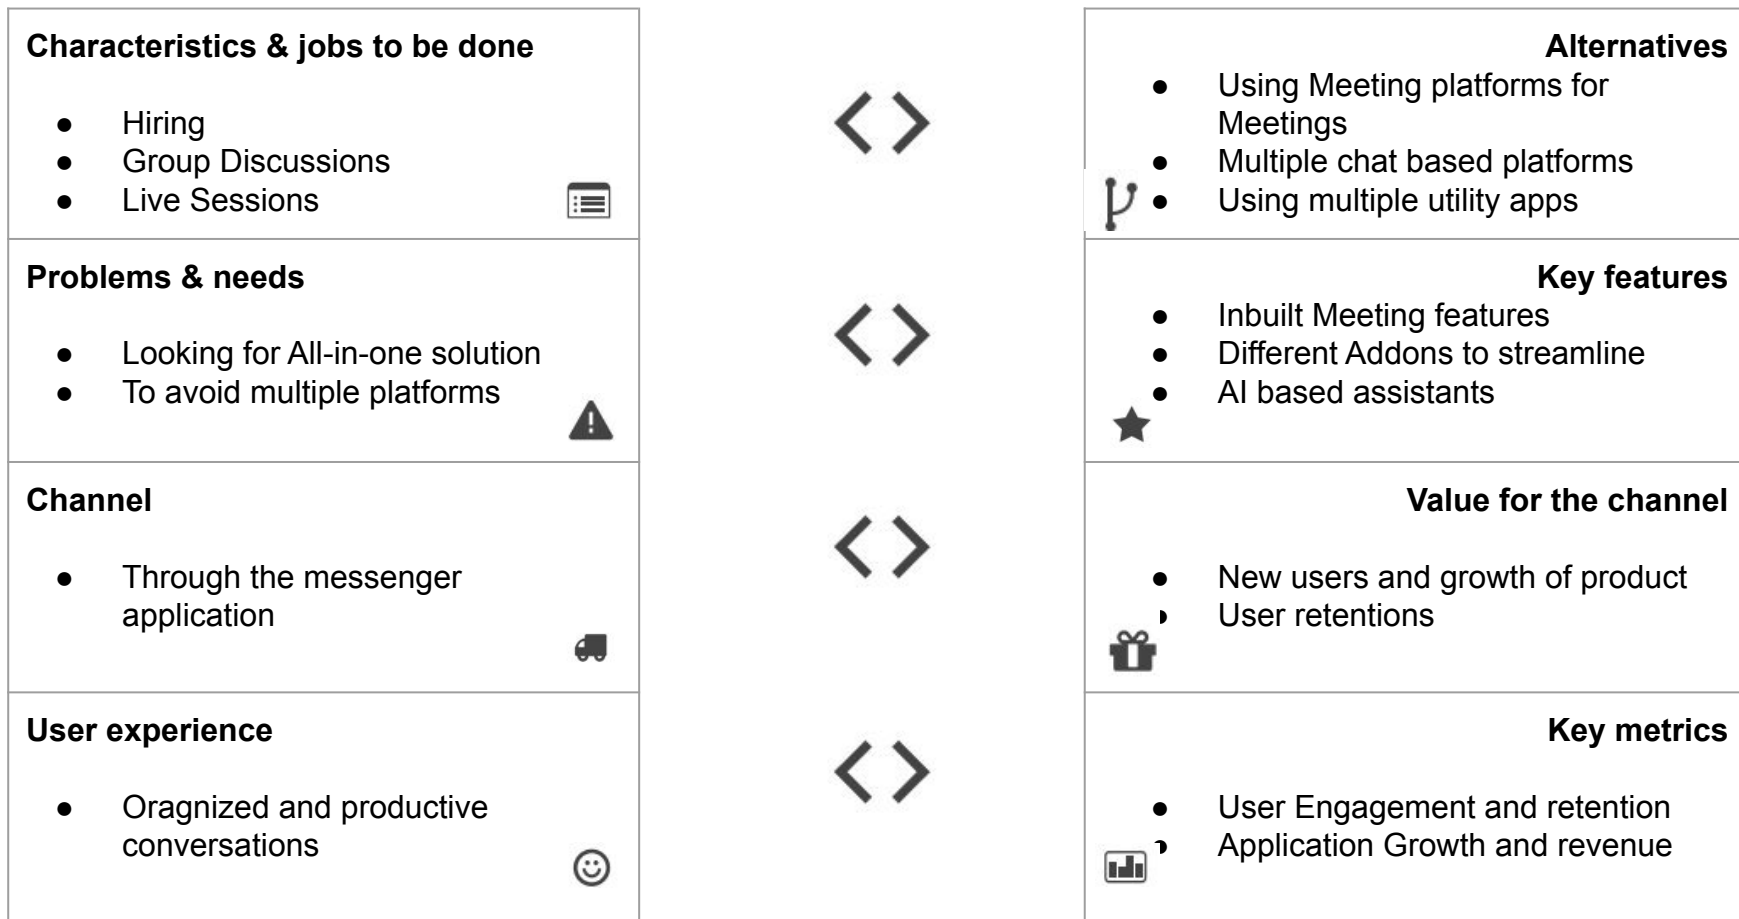 Characteristics & jobs to be done
● Hiring
● Group Discussions
● Live Sessions
Alternatives
● Using Meeting platforms for
Meetings
● Multiple chat based platforms
● Using multiple utility apps
Problems & needs
● Looking for All-in-one solution
● To avoid multiple platforms
Key features
● Inbuilt Meeting features
● Different Addons to streamline
● AI based assistants
Channel
● Through the messenger
application
Value for the channel
● New users and growth of product
● User retentions
User experience
● Oragnized and productive
conversations
Key metrics
● User Engagement and retention
● Application Growth and revenue